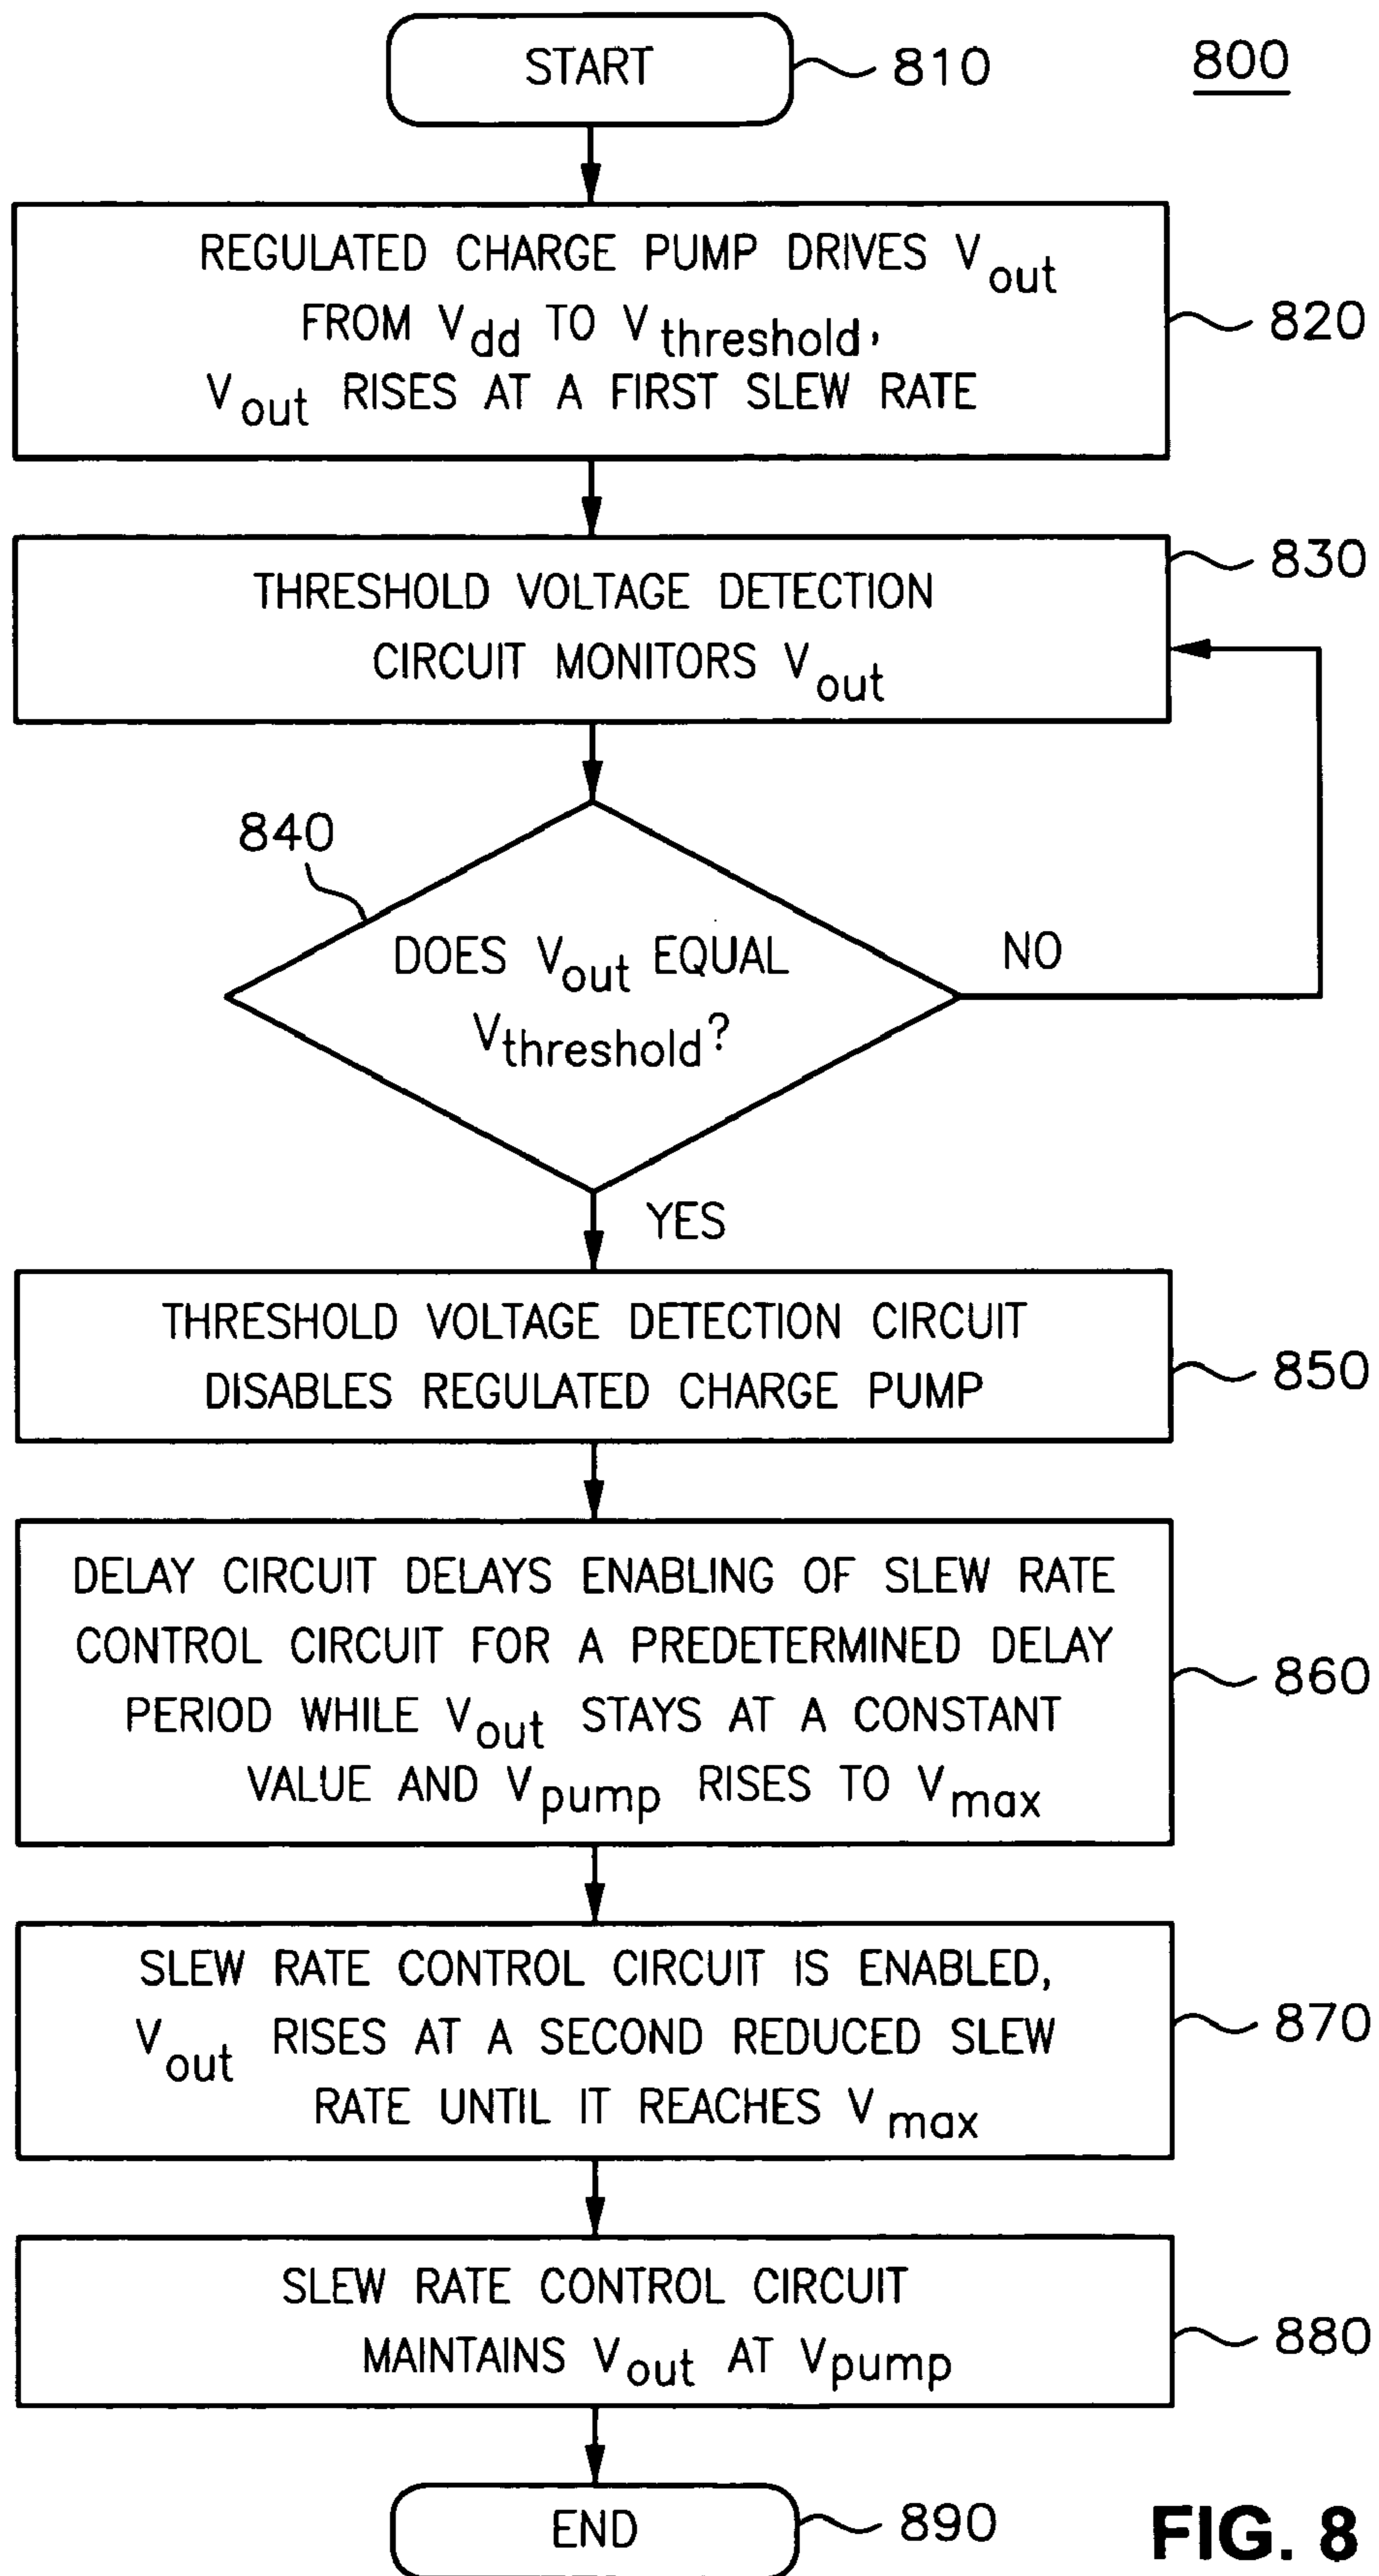 START
810
800
REGULATED CHARGE PUMP DRIVES Vout
FROM Vdd TO Vthreshold,
Vout RISES AT A FIRST SLEW RATE
820
THRESHOLD VOLTAGE DETECTION
CIRCUIT MONITORS Vout
830
840
DOES Vout EQUAL
Vthreshold?
NO
YES
THRESHOLD VOLTAGE DETECTION CIRCUIT
DISABLES REGULATED CHARGE PUMP
850
DELAY CIRCUIT DELAYS ENABLING OF SLEW RATE
CONTROL CIRCUIT FOR A PREDETERMINED DELAY
PERIOD WHILE Vout STAYS AT A CONSTANT
VALUE AND Vpump RISES TO Vmax
860
SLEW RATE CONTROL CIRCUIT IS ENABLED,
Vout RISES AT A SECOND REDUCED SLEW
RATE UNTIL IT REACHES Vmax
870
SLEW RATE CONTROL CIRCUIT
MAINTAINS Vout AT Vpump
880
END
890
FIG. 8